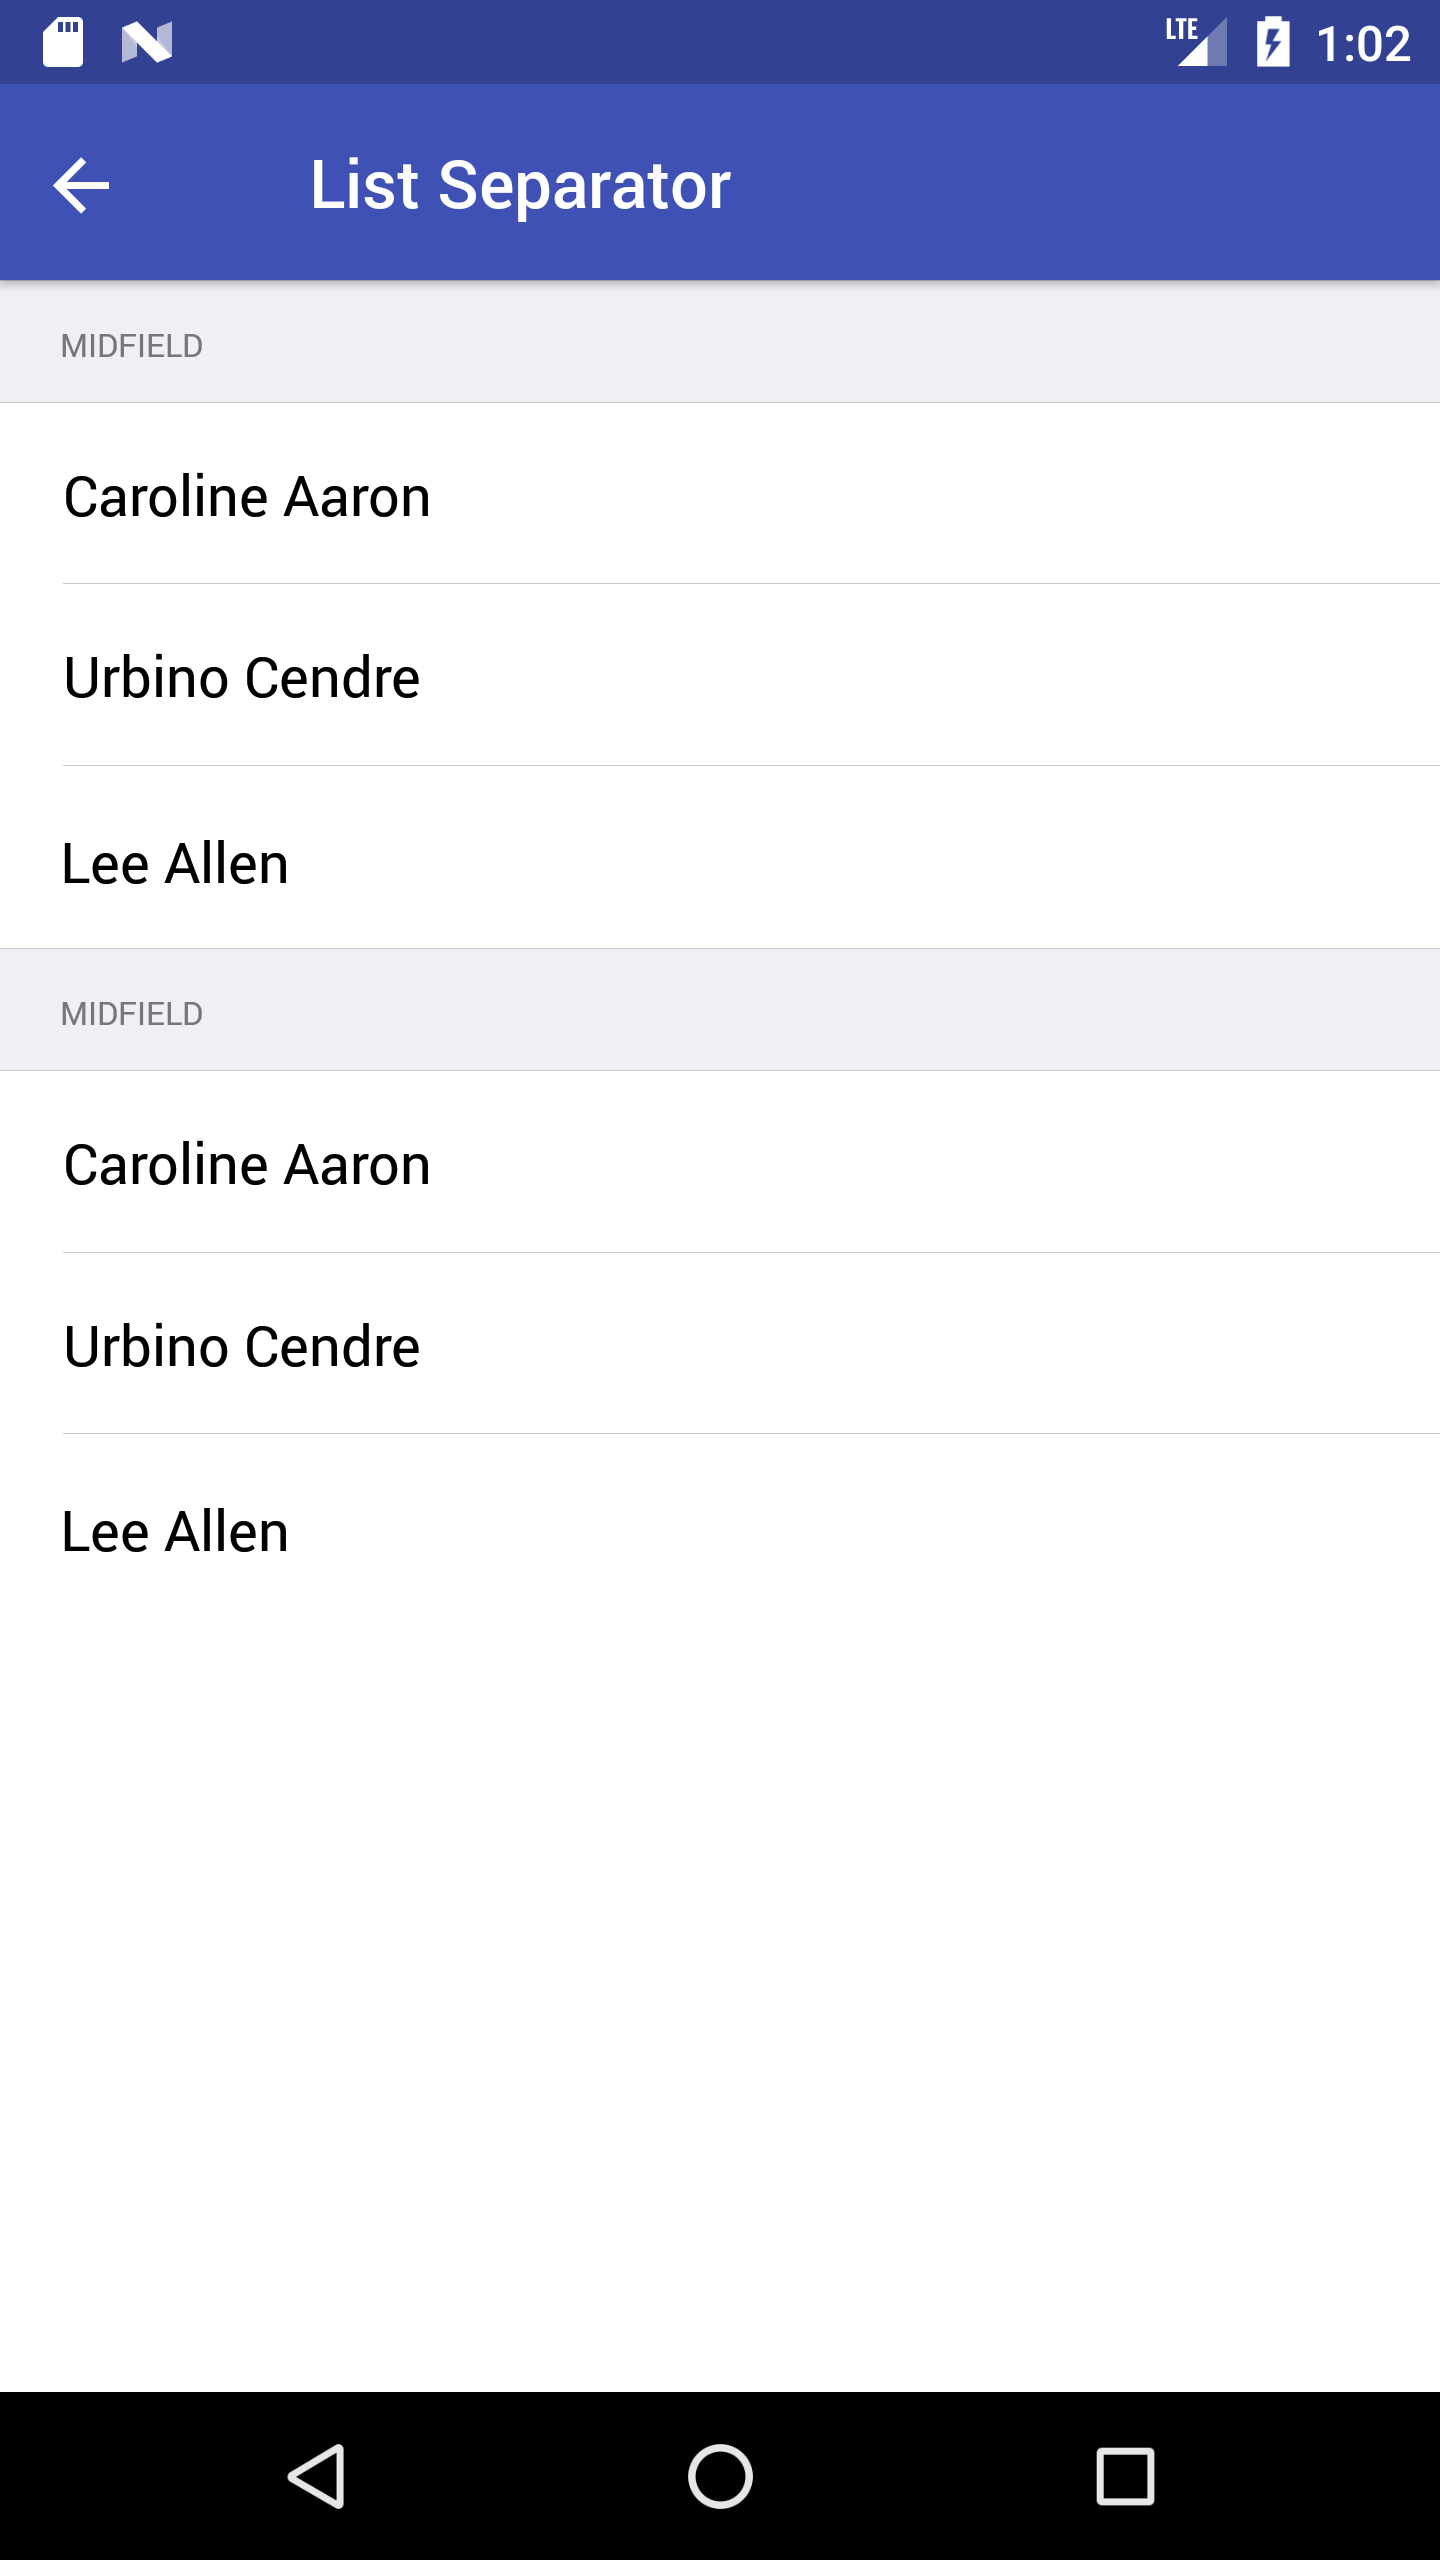 LTE 1:02
List Separator
MIDFIELD
Caroline Aaron
Urbino Cendre
Lee Allen
MIDFIELD
Caroline Aaron
Urbino Cendre
Lee Allen